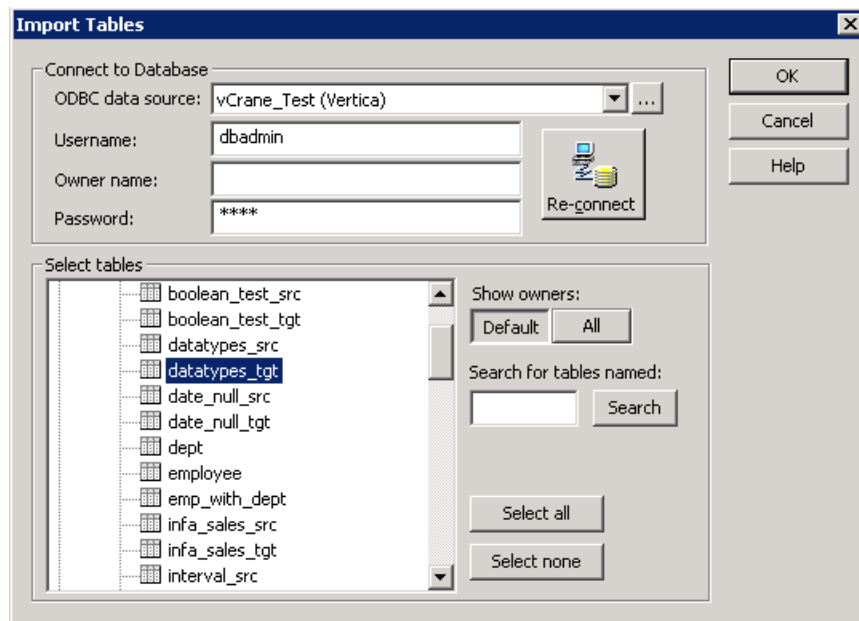 Import Tables
Connect to Database
ODBC data source: vCrane_Test (Vertica) ...
Username: dbadmin
Owner name:
Password: ****
Re-connect
OK
Cancel
Help
Select tables
boolean_test_src
boolean_test_tgt
datatypes_src
datatypes_tgt
date_null_src
date_null_tgt
dept
employee
emp_with_dept
infa_sales_src
infa_sales_tgt
interval_src
Show owners:
Default All
Search for tables named:
Search
Select all
Select none